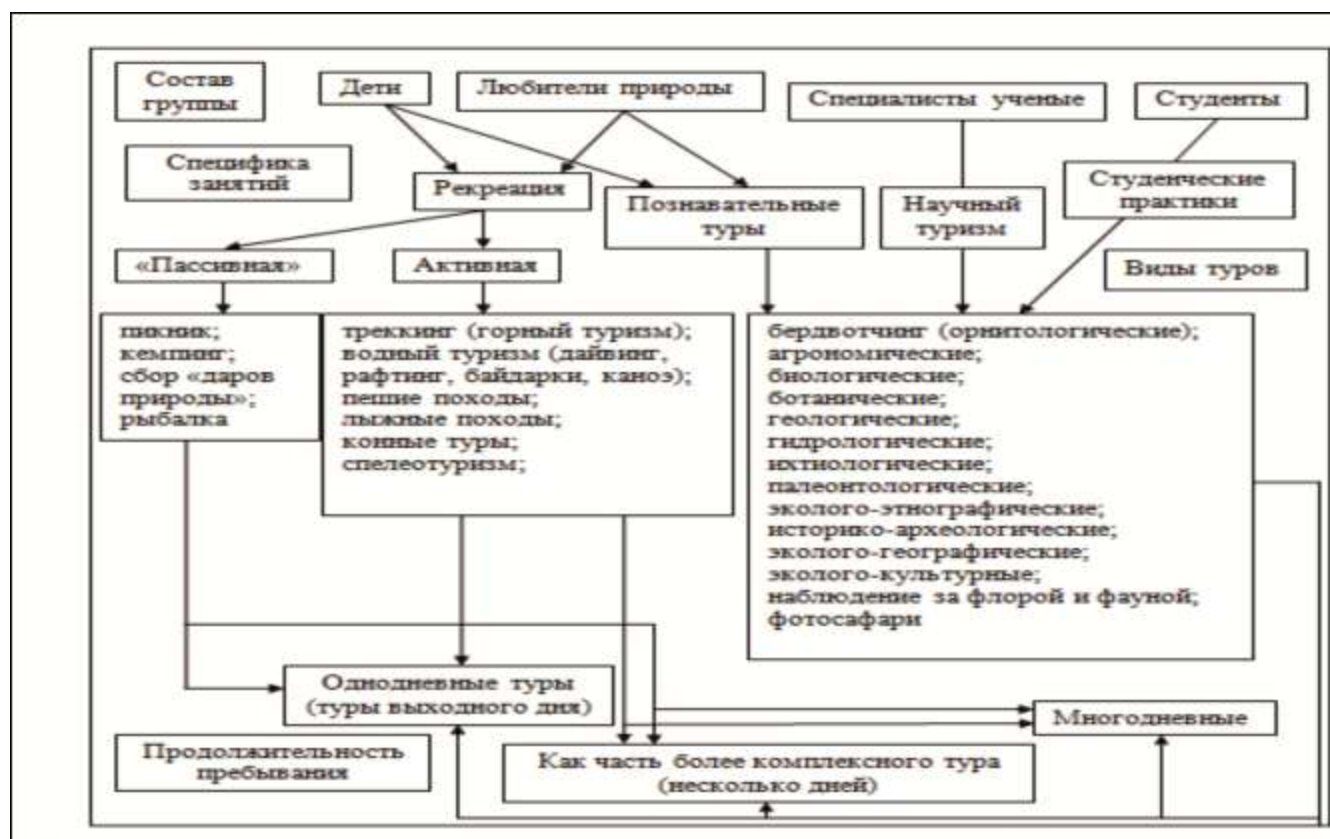 Состав
группы
Дети
Любители природы
Специалисты ученые
Студенты
Специфика
занятий
Рекреация
Познавательные
туры
Научный
туризм
Студенческие
практики
«Пассивная»
Активная
Виды туров
пикник;
кемпинг;
сбор «даров
природы»;
рыбалка
треккинг (горный туризм);
водный туризм (дайвинг,
рафтинг, байдарки, каноэ);
пешие походы;
лыжные походы;
конные туры;
спелеотуризм;
бердвотчинг (орнитологические);
агрономические;
биологические;
ботанические;
геологические;
гидрологические;
ихтиологические;
палеонтологические;
эколого-этнографические;
историко-археологические;
эколого-географические;
эколого-культурные;
наблюдение за флорой и фауной;
фотосафари
Однодневные туры
(туры выходного дня)
Многодневные
Продолжительность
пребывания
Как часть более комплексного тура
(несколько дней)